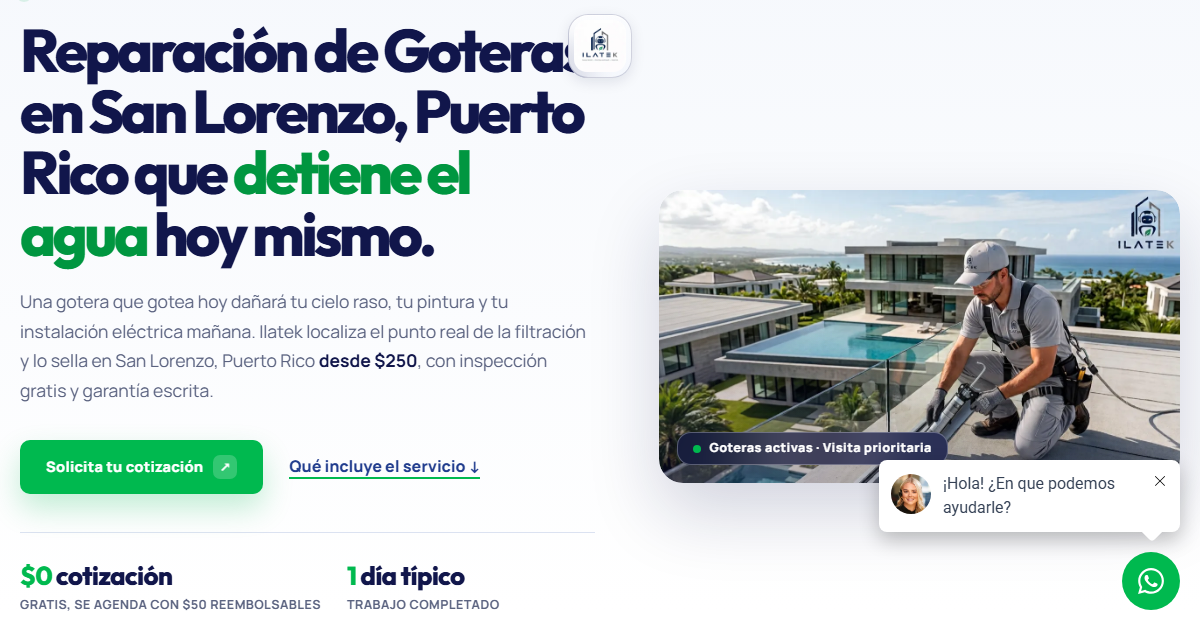 Reparación de Goteras
ILATEK
en San Lorenzo, Puerto
Rico que detiene el
agua hoy mismo.
Una gotera que gotea hoy dañará tu cielo raso, tu pintura y tu
instalación eléctrica mañana. Ilatek localiza el punto real de la filtración
y lo sella en San Lorenzo, Puerto Rico desde $250, con inspección
gratis y garantía escrita.
Solicita tu cotización ↗
Qué incluye el servicio ↓
$0 cotización
GRATIS, SE AGENDA CON $50 REEMBOLSABLES
1 día típico
TRABAJO COMPLETADO
ILATEK
Goteras activas · Visita prioritaria
¡Hola! ¿En que podemos
ayudarle?